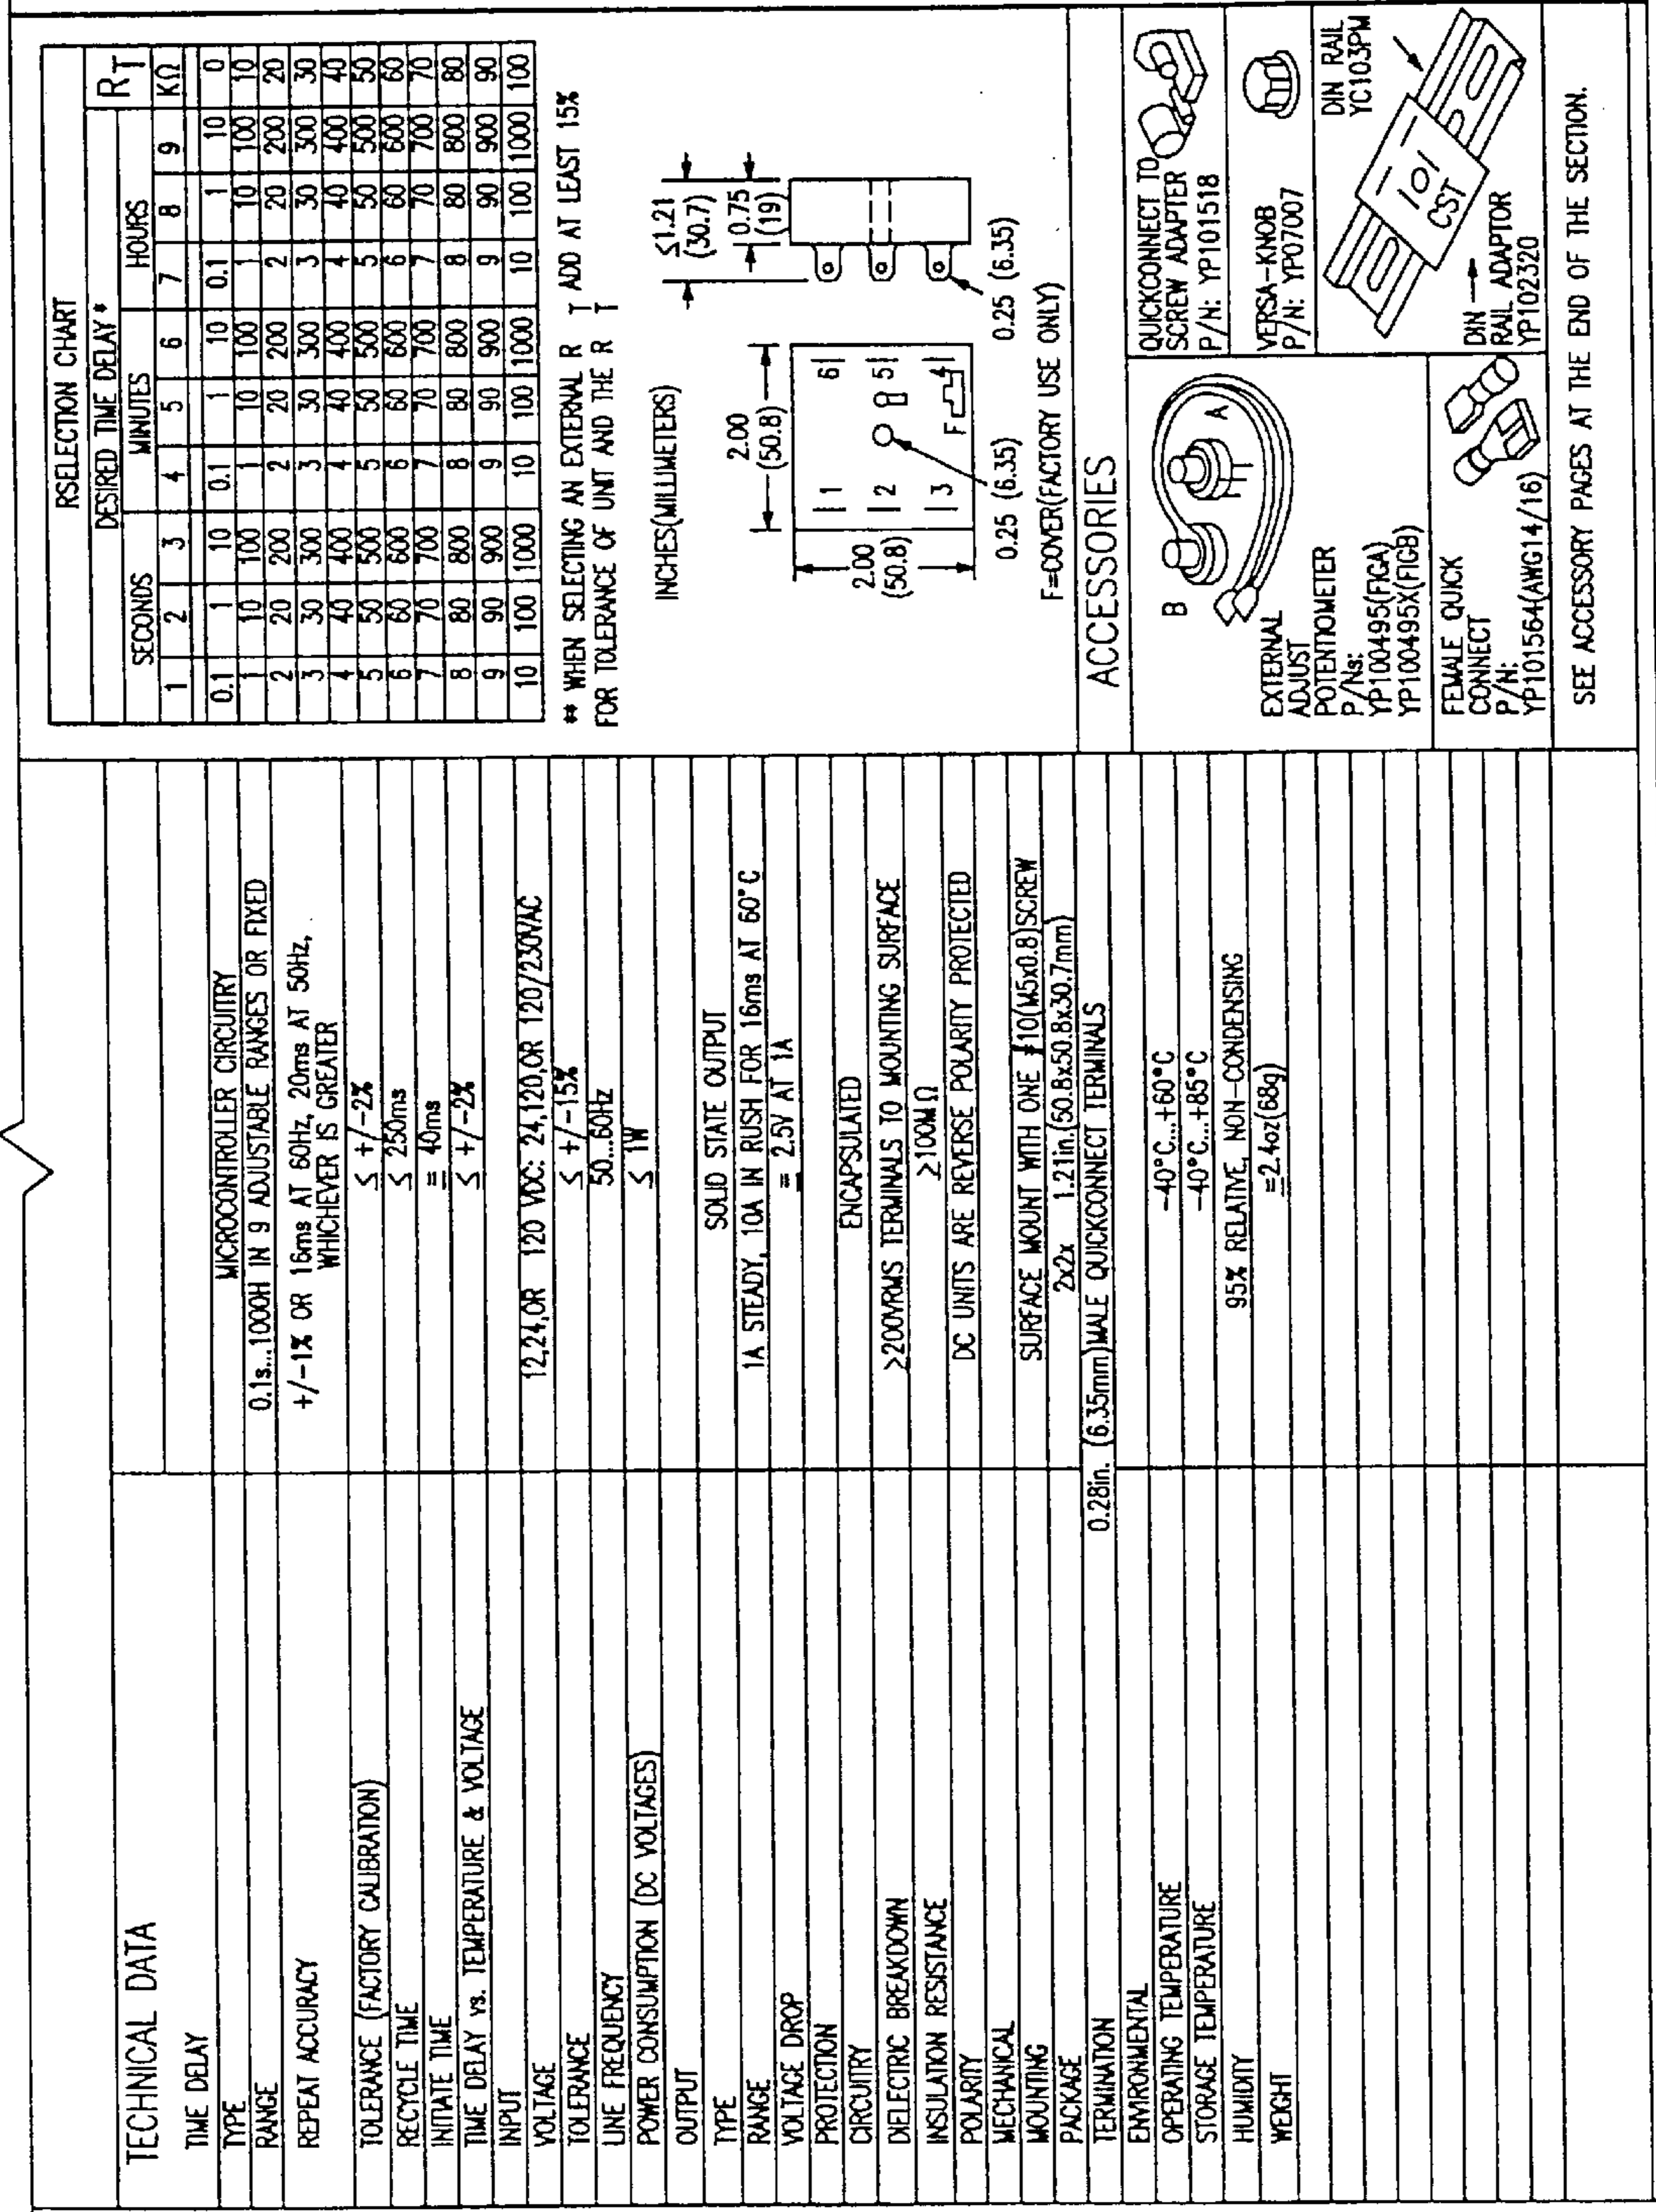 TECHNICAL DATA
TIME DELAY
TYPE MICROCONTROLLER CIRCUITRY
RANGE 0.1s...1000H IN 9 ADJUSTABLE RANGES OR FIXED
REPEAT ACCURACY +/-1% OR 16ms AT 60Hz, 20ms AT 50Hz,
WHICHEVER IS GREATER
TOLERANCE (FACTORY CALIBRATION) ≤ +/-2%
RECYCLE TIME ≤ 250ms
INITIATE TIME = 40ms
TIME DELAY vs. TEMPERATURE & VOLTAGE ≤ +/-2%
INPUT
VOLTAGE 12,24,OR 120 VDC: 24,120,OR 120/230VAC
TOLERANCE ≤ +/-15%
LINE FREQUENCY 50...60Hz
POWER CONSUMPTION (DC VOLTAGES) ≤ 1W
OUTPUT
TYPE SOLID STATE OUTPUT
RANGE 1A STEADY, 10A IN RUSH FOR 16ms AT 60°C
VOLTAGE DROP = 2.5V AT 1A
PROTECTION
CIRCUITRY ENCAPSULATED
DIELECTRIC BREAKDOWN >200VRMS TERMINALS TO MOUNTING SURFACE
INSULATION RESISTANCE ≥100MΩ
POLARITY DC UNITS ARE REVERSE POLARITY PROTECTED
MECHANICAL
MOUNTING SURFACE MOUNT WITH ONE #10(M5x0.8)SCREW
PACKAGE 2x2x 1.21in.(50.8x50.8x30.7mm)
TERMINATION 0.28in. (6.35mm)MALE QUICKCONNECT TERMINALS
ENVIRONMENTAL
OPERATING TEMPERATURE -40°C...+60°C
STORAGE TEMPERATURE -40°C...+85°C
HUMIDITY 95% RELATIVE, NON-CONDENSING
WEIGHT =2.4oz(68g)
RSELECTION CHART
DESIRED TIME DELAY* RT
SECONDS MINUTES HOURS
1 2 3 4 5 6 7 8 9 KΩ
0.1 1 10 0.1 1 10 0.1 1 10 0
1 10 100 1 10 100 1 10 100 10
2 20 200 2 20 200 2 20 200 20
3 30 300 3 30 300 3 30 300 30
4 40 400 4 40 400 4 40 400 40
5 50 500 5 50 500 5 50 500 50
6 60 600 6 60 600 6 60 600 60
7 70 700 7 70 700 7 70 700 70
8 80 800 8 80 800 8 80 800 80
9 90 900 9 90 900 9 90 900 90
10 100 1000 10 100 1000 10 100 1000 100
** WHEN SELECTING AN EXTERNAL RT ADD AT LEAST 15%
FOR TOLERANCE OF UNIT AND THE RT
INCHES(MILLIMETERS)
2.00
(50.8)
2.00
(50.8)
1
2
3
6
5
4
F
0.25 (6.35)
≤1.21
(30.7)
0.75
(19)
0.25 (6.35)
F=COVER(FACTORY USE ONLY)
ACCESSORIES
B
A
EXTERNAL
ADJUST
POTENTIOMETER
P/Ns:
YP100495(FIGA)
YP100495X(FIGB)
FEMALE QUICK
CONNECT
P/N:
YP101564(AWG14/16)
QUICKCONNECT TO
SCREW ADAPTER
P/N: YP101518
VERSA-KNOB
P/N: YP07007
DIN RAIL
YC103PM
101
CST
DIN
RAIL ADAPTOR
YP102320
SEE ACCESSORY PAGES AT THE END OF THE SECTION.